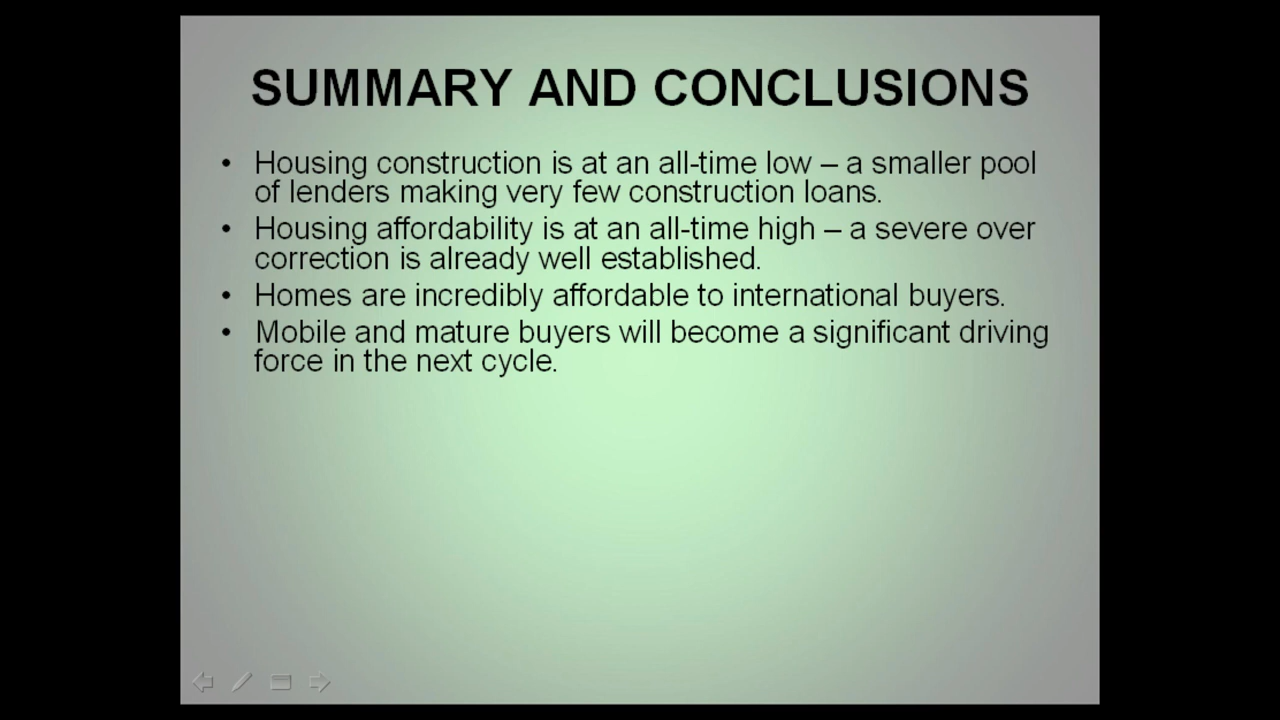 SUMMARY AND CONCLUSIONS
• Housing construction is at an all-time low – a smaller pool
of lenders making very few construction loans.
• Housing affordability is at an all-time high – a severe over
correction is already well established.
• Homes are incredibly affordable to international buyers.
• Mobile and mature buyers will become a significant driving
force in the next cycle.